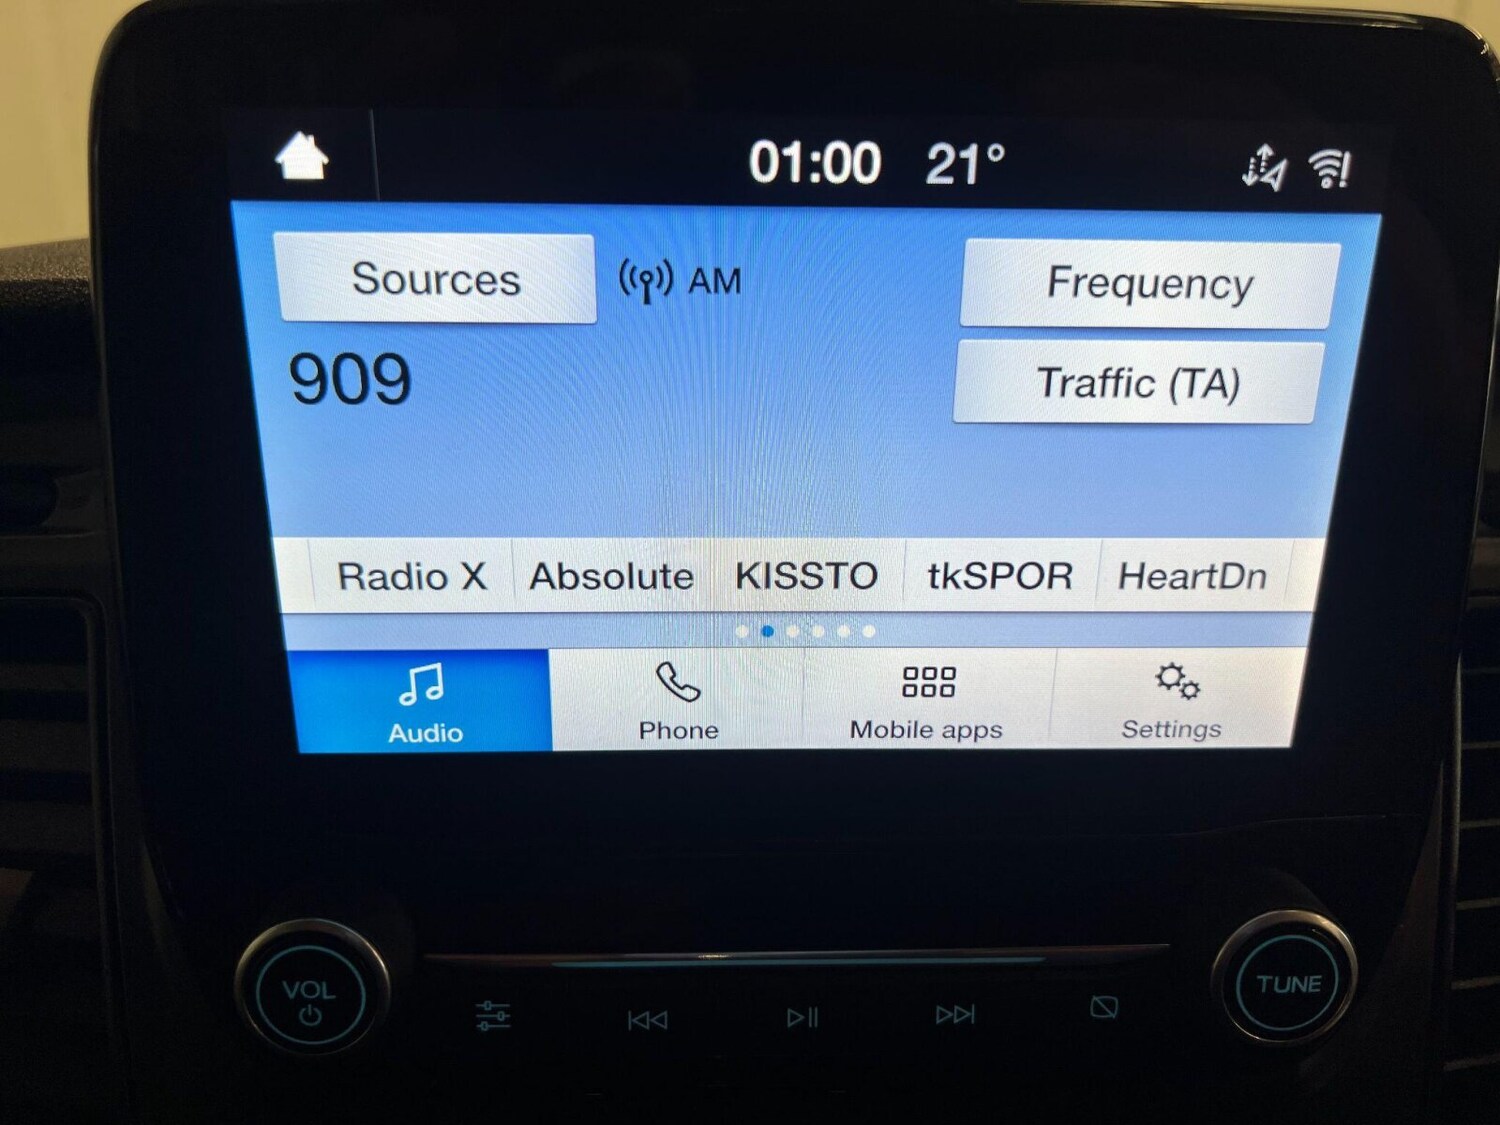 01:00 21°
Sources AM Frequency
909 Traffic (TA)
Radio X Absolute KISSTO tkSPOR HeartDn
Audio Phone Mobile apps Settings
VOL TUNE